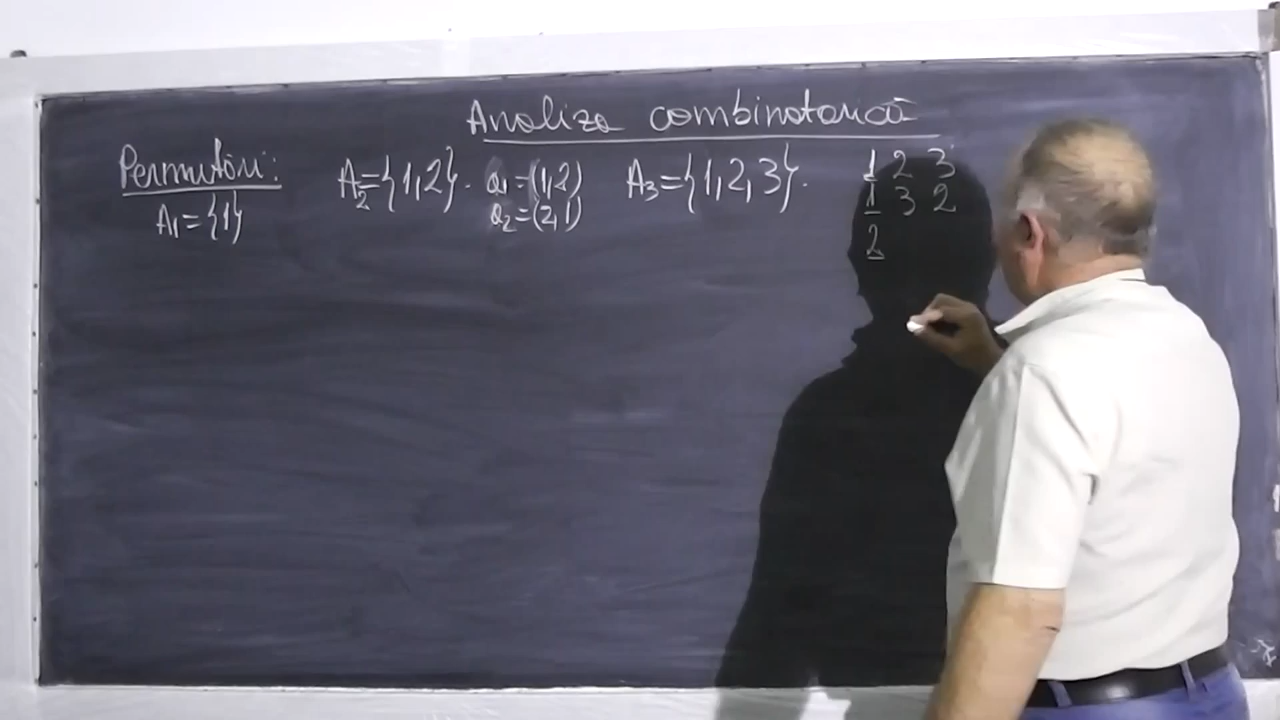 Analiza combinatorică
Permutări:
A₁={1}
A₂={1,2}. a₁=(1,2)
a₂=(2,1)
A₃={1,2,3}.
1 2 3
1 3 2
2